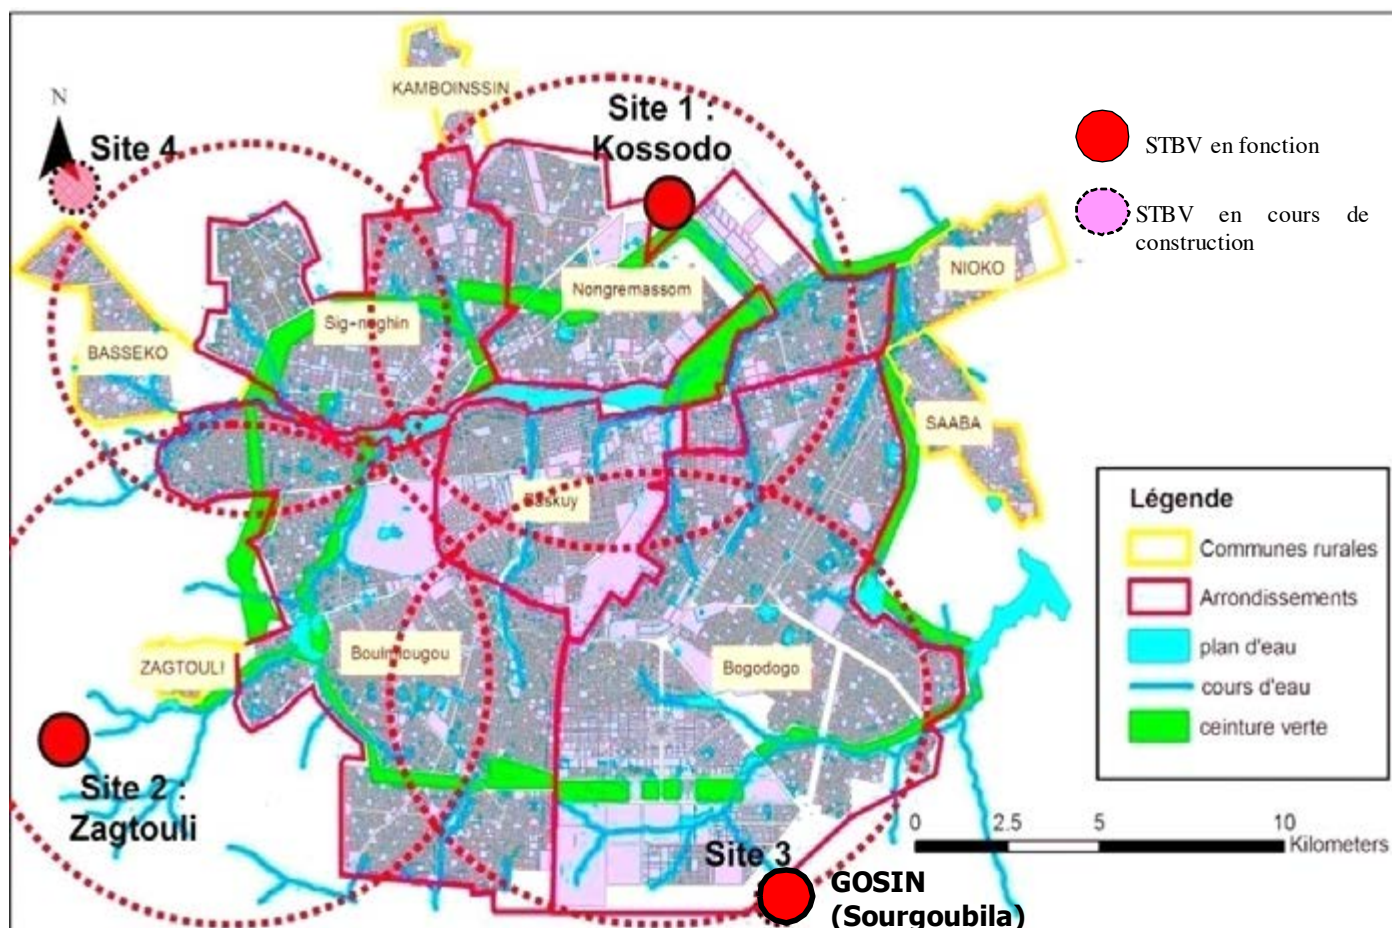 KAMBOINSSIN
N
Site 1 :
Kossodo
Site 4
STBV en fonction
STBV en cours de
construction
NIOKO
Nongremassom
Sig-noghin
BASSEKO
SAABA
Baskuy
Légende
Communes rurales
Arrondissements
plan d'eau
cours d'eau
ceinture verte
ZAGTOULI
Boulmiougou
Bogodogo
Site 2 :
Zagtouli
0 2.5 5 10
Kilometers
Site 3
GOSIN
(Sourgoubila)